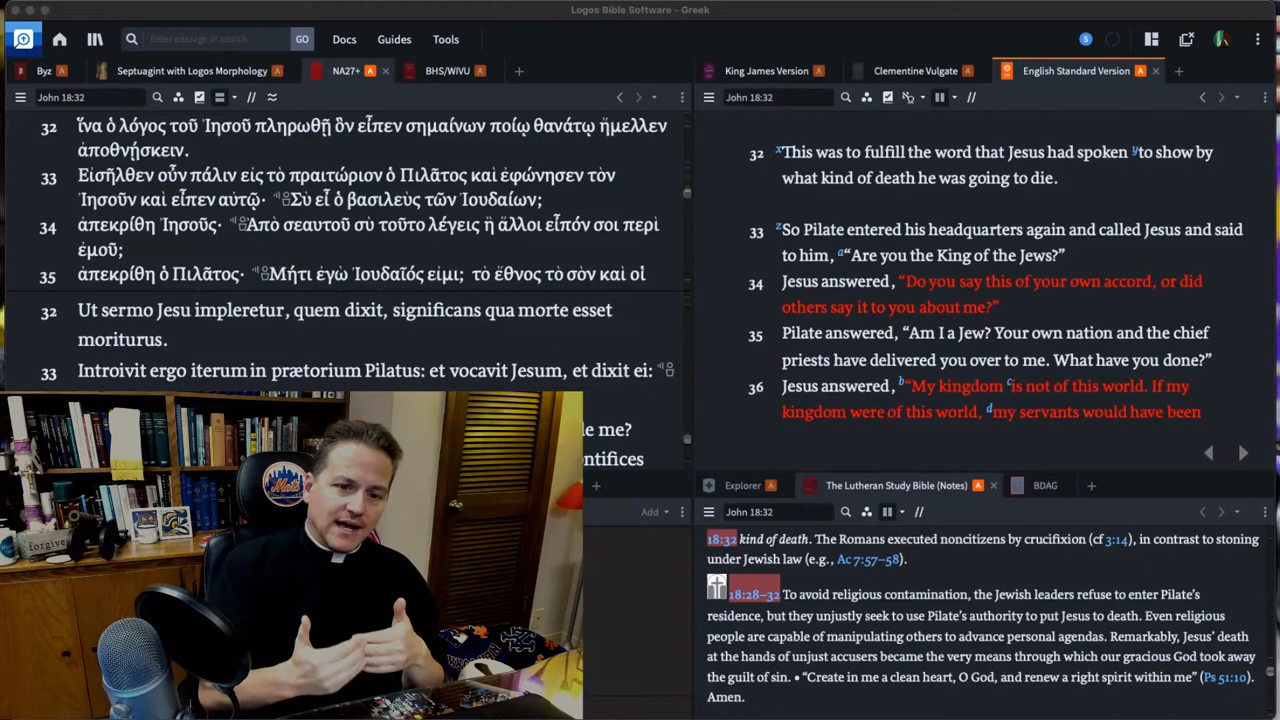 Logos Bible Software - Greek
Enter passage or search
GO
Docs
Guides
Tools
5
Byz A
Septuagint with Logos Morphology A
NA27+ A
BHS/WIVU A
John 18:32
32 ἵνα ὁ λόγος τοῦ Ἰησοῦ πληρωθῇ ὃν εἶπεν σημαίνων ποίῳ θανάτῳ ἤμελλεν
ἀποθνῄσκειν.
33 Εἰσῆλθεν οὖν πάλιν εἰς τὸ πραιτώριον ὁ Πιλᾶτος καὶ ἐφώνησεν τὸν
Ἰησοῦν καὶ εἶπεν αὐτῷ· Σὺ εἶ ὁ βασιλεὺς τῶν Ἰουδαίων;
34 ἀπεκρίθη Ἰησοῦς· Ἀπὸ σεαυτοῦ σὺ τοῦτο λέγεις ἢ ἄλλοι εἶπόν σοι περὶ
ἐμοῦ;
35 ἀπεκρίθη ὁ Πιλᾶτος· Μήτι ἐγὼ Ἰουδαῖός εἰμι; τὸ ἔθνος τὸ σὸν καὶ οἱ
32 Ut sermo Jesu impleretur, quem dixit, significans qua morte esset
moriturus.
33 Introivit ergo iterum in prætorium Pilatus: et vocavit Jesum, et dixit ei:
de me?
ontifices
Add
King James Version A
Clementine Vulgate A
English Standard Version A
John 18:32
32 xThis was to fulfill the word that Jesus had spoken yto show by
what kind of death he was going to die.
33 zSo Pilate entered his headquarters again and called Jesus and said
to him, a“Are you the King of the Jews?”
34 Jesus answered, “Do you say this of your own accord, or did
others say it to you about me?”
35 Pilate answered, “Am I a Jew? Your own nation and the chief
priests have delivered you over to me. What have you done?”
36 Jesus answered, b“My kingdom cis not of this world. If my
kingdom were of this world, dmy servants would have been
Explorer A
The Lutheran Study Bible (Notes) A
BDAG
John 18:32
18:32 kind of death. The Romans executed noncitizens by crucifixion (cf 3:14), in contrast to stoning
under Jewish law (e.g., Ac 7:57–58).
18:28–32 To avoid religious contamination, the Jewish leaders refuse to enter Pilate’s
residence, but they unjustly seek to use Pilate’s authority to put Jesus to death. Even religious
people are capable of manipulating others to advance personal agendas. Remarkably, Jesus’ death
at the hands of unjust accusers became the very means through which our gracious God took away
the guilt of sin. • “Create in me a clean heart, O God, and renew a right spirit within me” (Ps 51:10).
Amen.
Mets
forgive